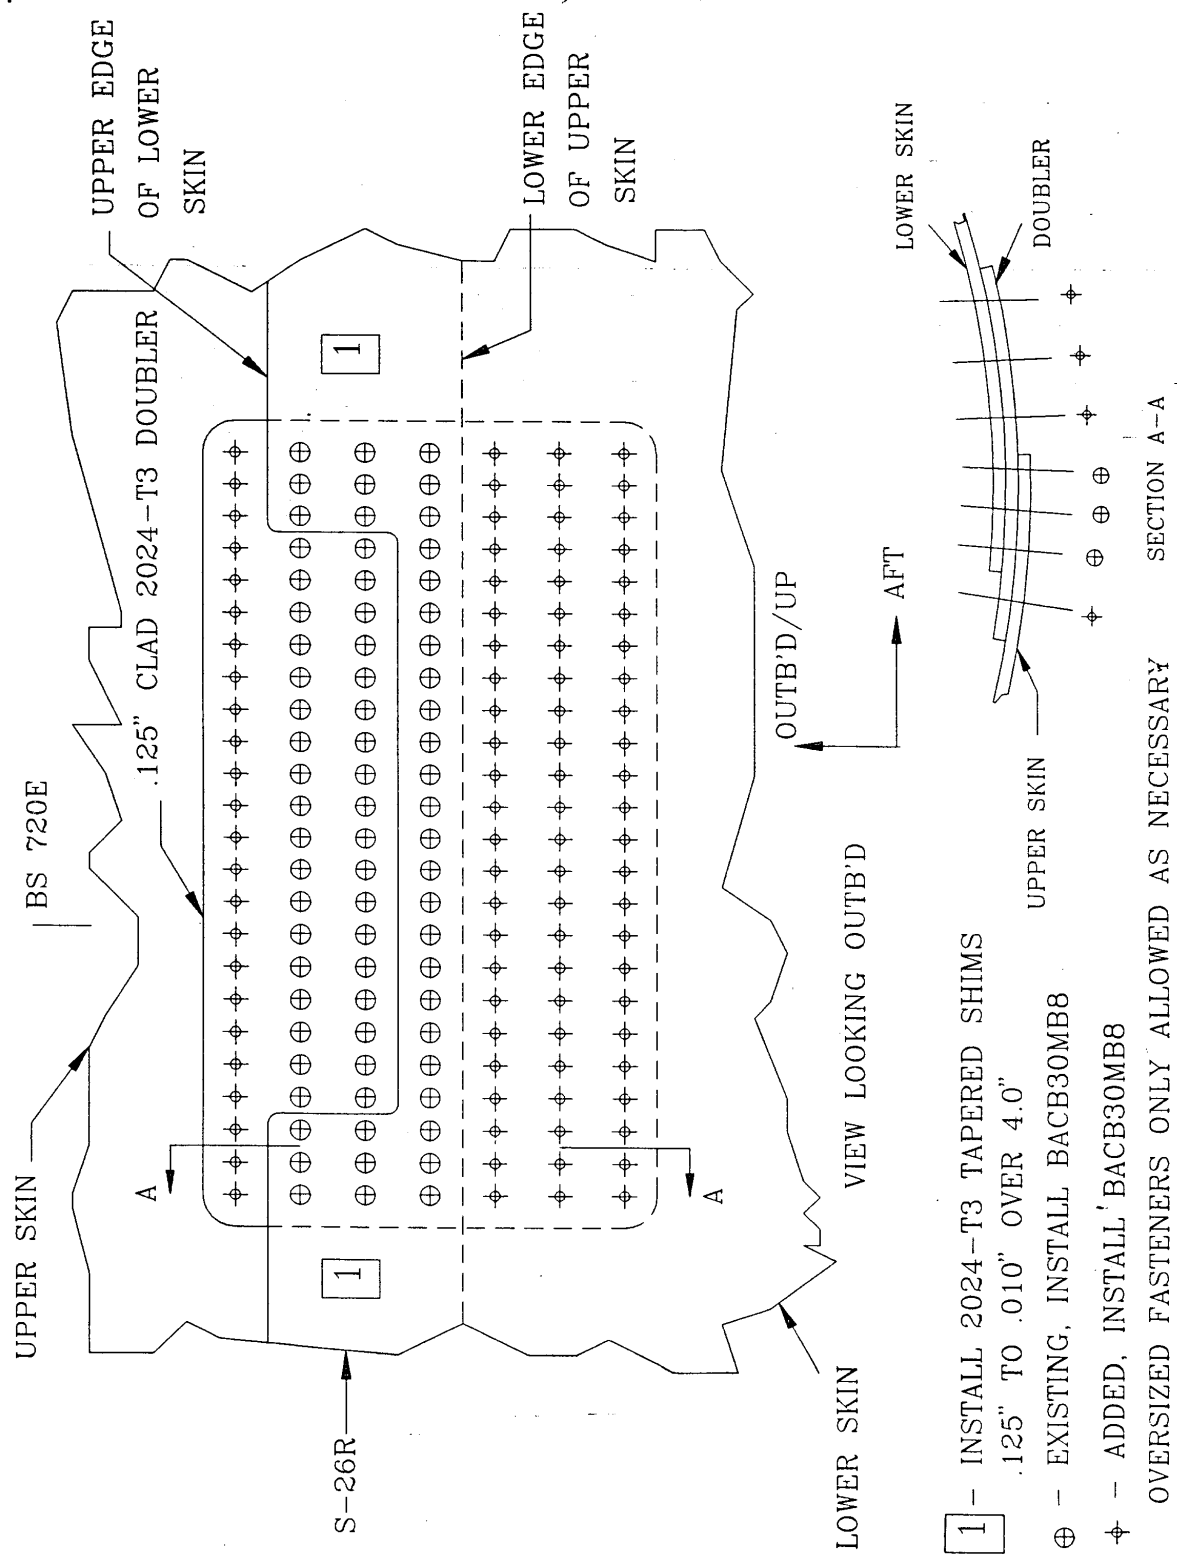 UPPER SKIN
BS 720E
.125" CLAD 2024-T3 DOUBLER
UPPER EDGE
OF LOWER
SKIN
S-26R
1
1
A
A
LOWER EDGE
OF UPPER
SKIN
LOWER SKIN
VIEW LOOKING OUTB'D
OUTB'D/UP
AFT
LOWER SKIN
DOUBLER
UPPER SKIN
SECTION A-A
1 - INSTALL 2024-T3 TAPERED SHIMS
.125" TO .010" OVER 4.0"
- EXISTING, INSTALL BACB30MB8
- ADDED, INSTALL BACB30MB8
OVERSIZED FASTENERS ONLY ALLOWED AS NECESSARY